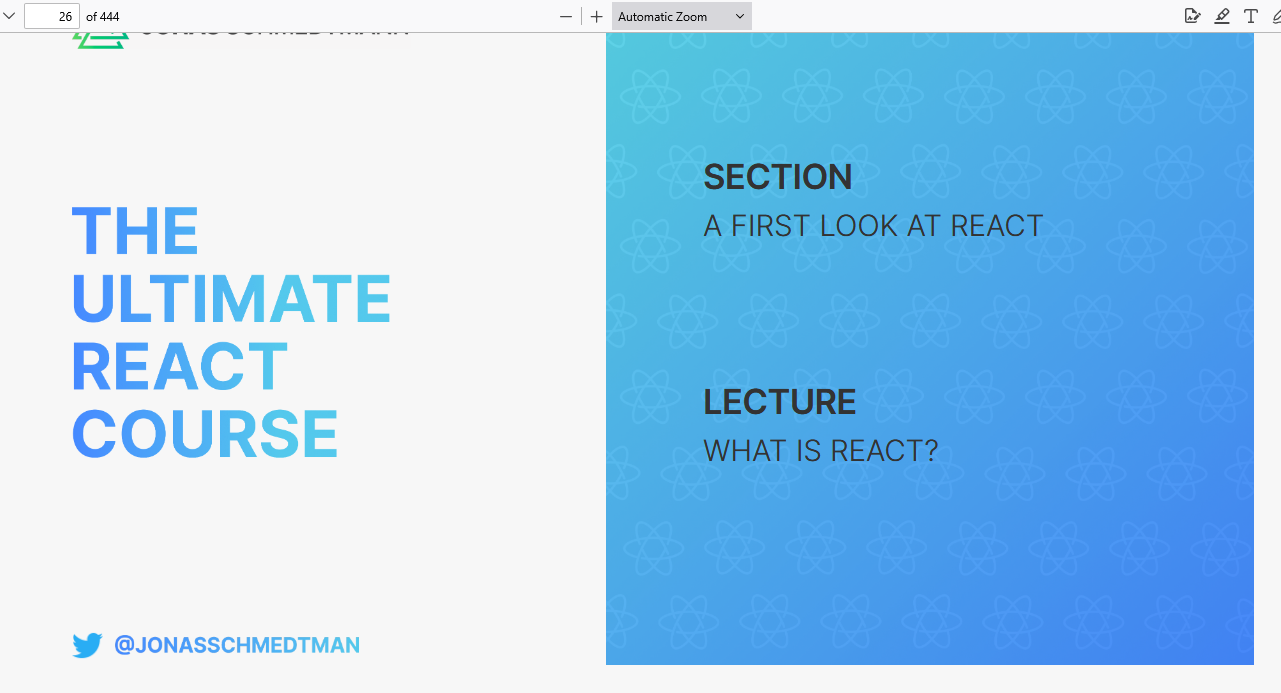 26 of 444
Automatic Zoom
THE
ULTIMATE
REACT
COURSE
@JONASSCHMEDTMAN
SECTION
A FIRST LOOK AT REACT
LECTURE
WHAT IS REACT?